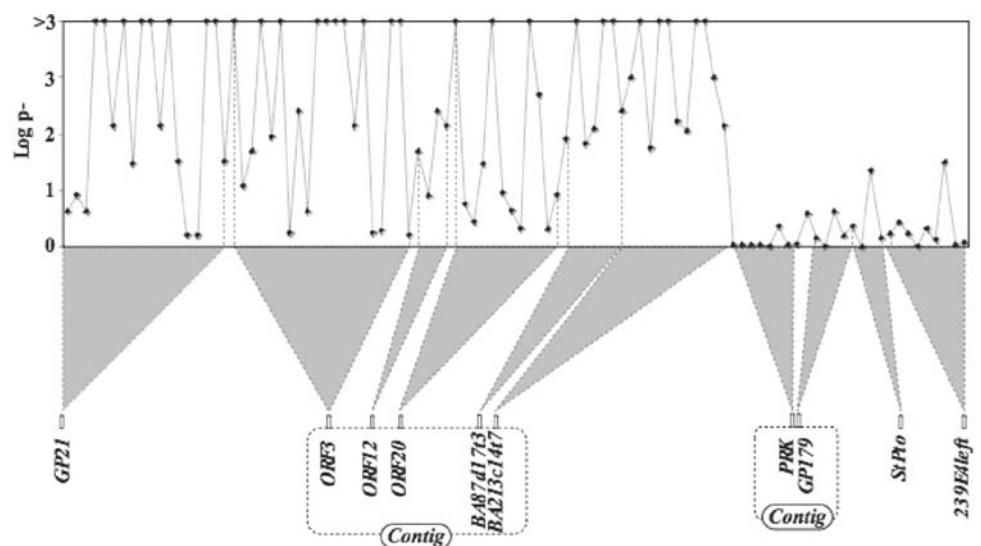 >3
3
2
1
0
Log p-
GP21
ORF3
ORF12
ORF20
BA87d17t3
BA213c14t7
PRK
GP179
StPto
239E4left
Contig
Contig